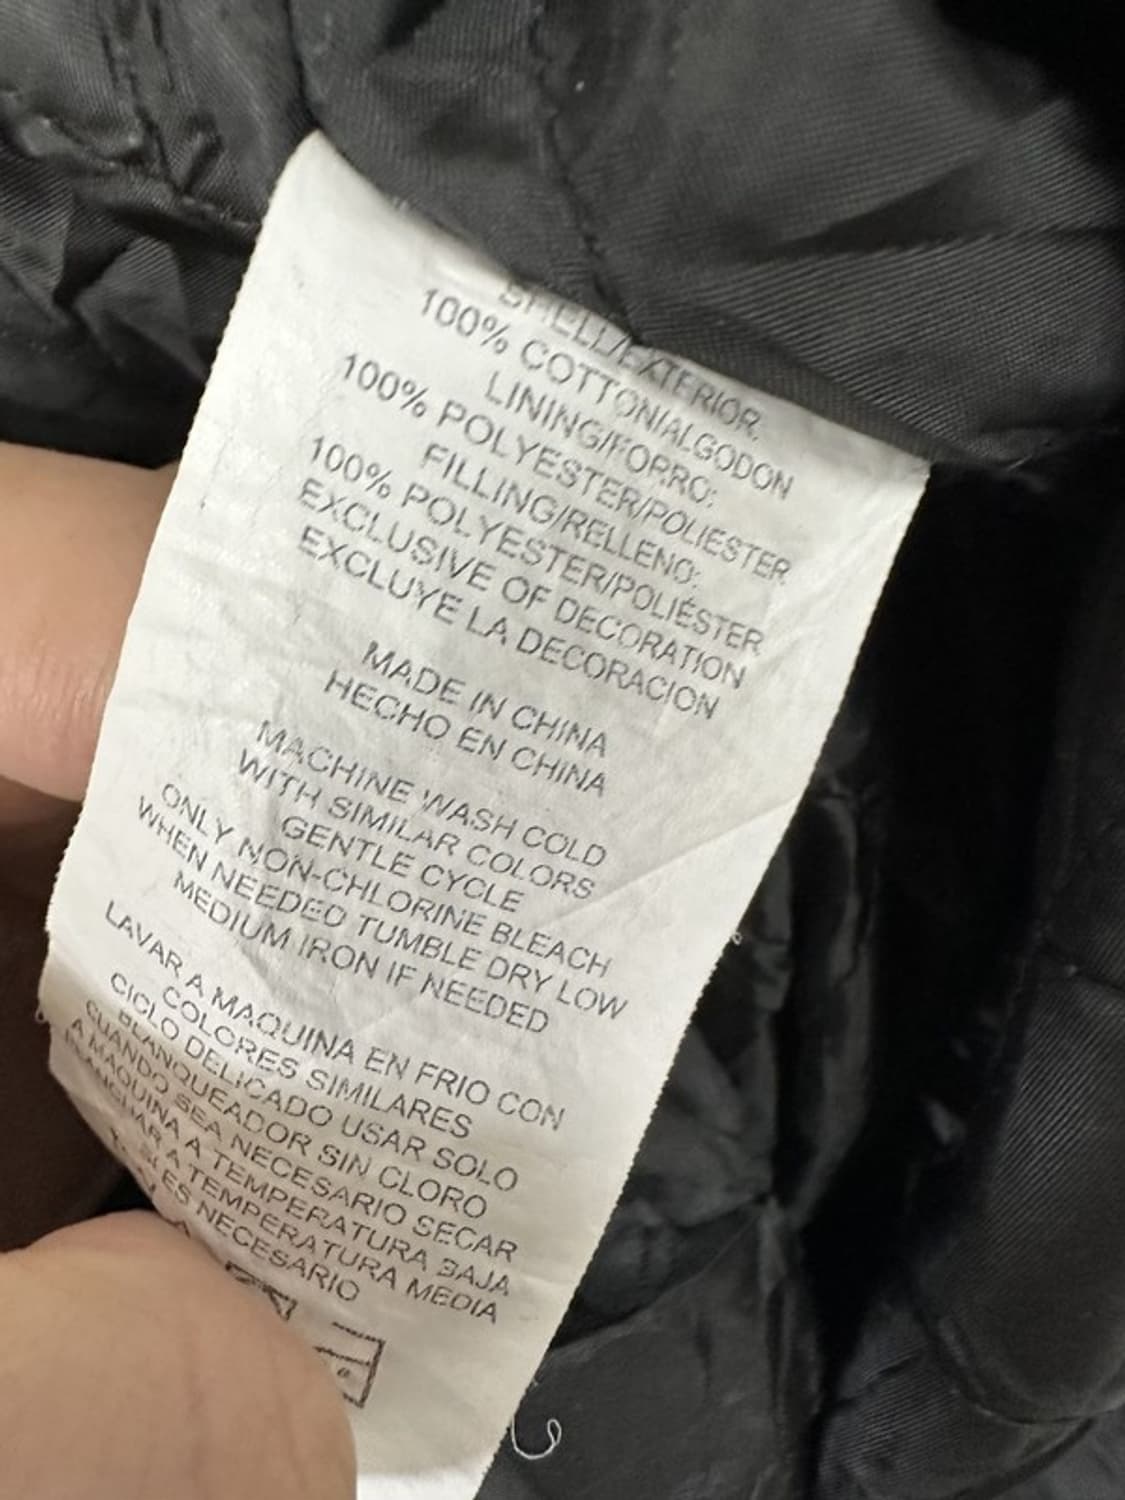 SHELL/EXTERIOR:
100% COTTON/ALGODON
LINING/FORRO:
100% POLYESTER/POLIESTER
FILLING/RELLENO:
100% POLYESTER/POLIÉSTER
EXCLUSIVE OF DECORATION
EXCLUYE LA DECORACION
MADE IN CHINA
HECHO EN CHINA
MACHINE WASH COLD
WITH SIMILAR COLORS
GENTLE CYCLE
ONLY NON-CHLORINE BLEACH
WHEN NEEDED TUMBLE DRY LOW
MEDIUM IRON IF NEEDED
LAVAR A MAQUINA EN FRIO CON
COLORES SIMILARES
CICLO DELICADO USAR SOLO
BLANQUEADOR SIN CLORO
CUANDO SEA NECESARIO SECAR
A MAQUINA A TEMPERATURA BAJA
A TEMPERATURA MEDIA
ES NECESARIO